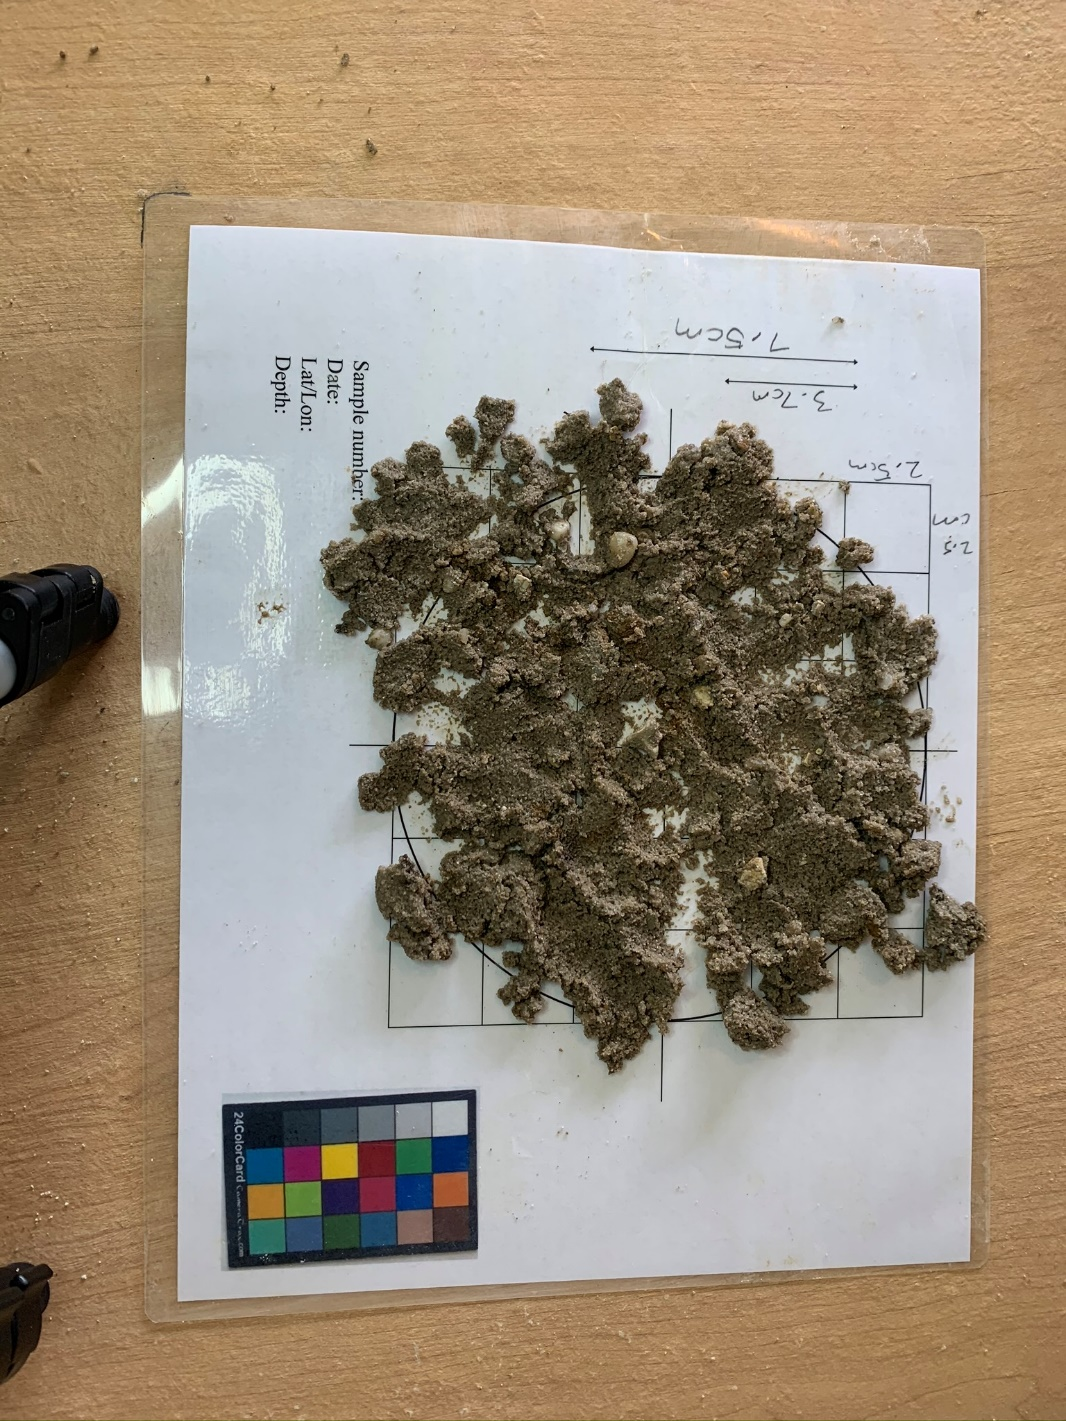 Sample number:
Date:
Lat/Lon:
Depth:
7.5cm
3.7cm
2.5cm
2.5
cm
24ColorCard